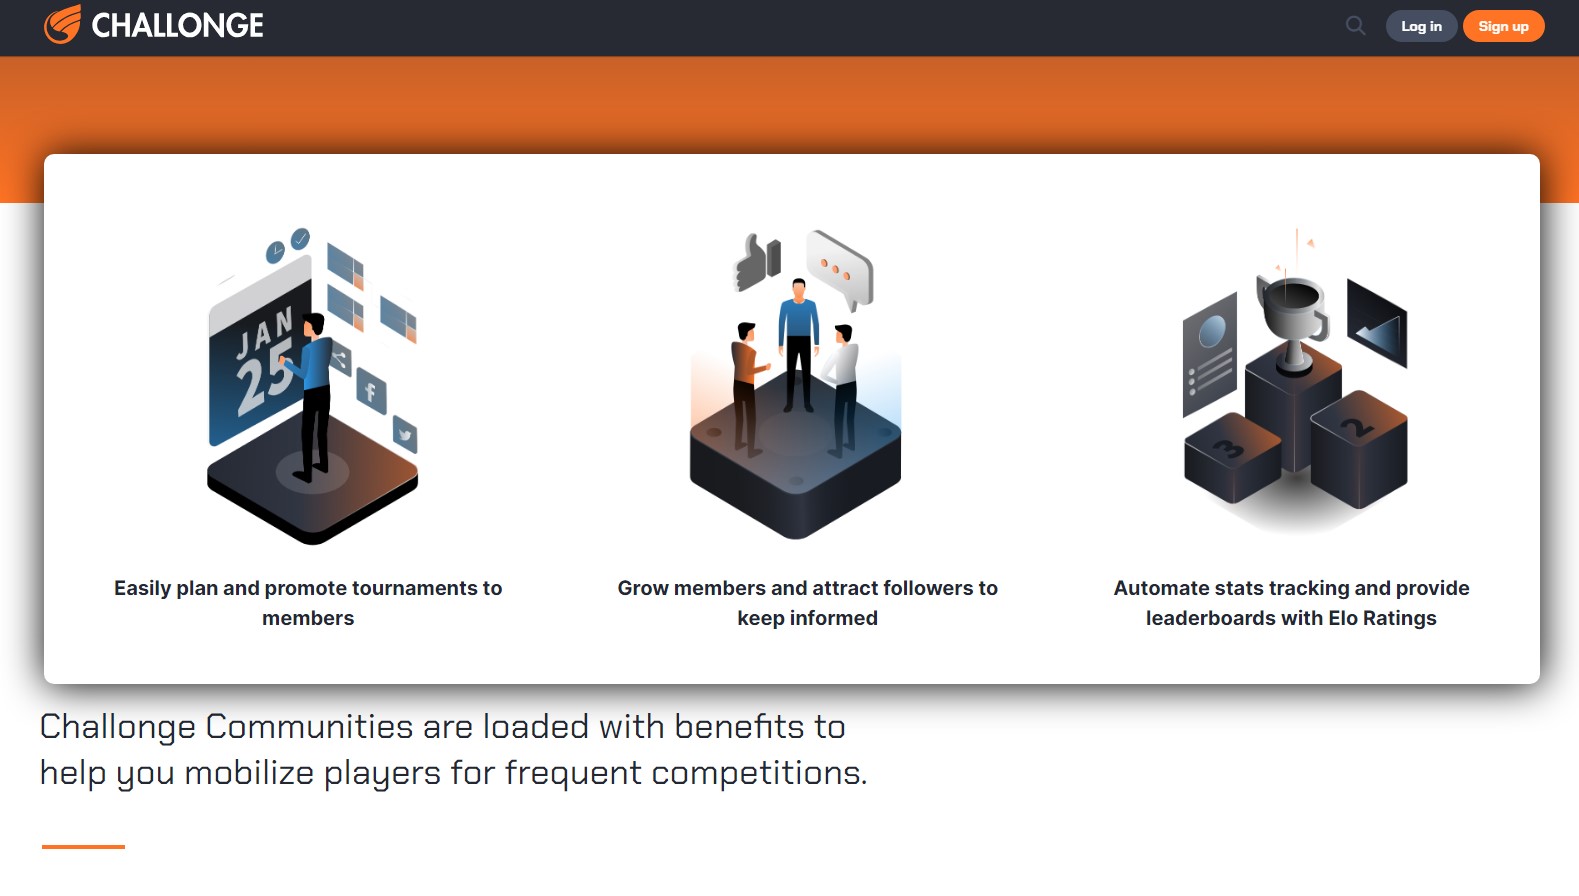 CHALLONGE
Log in
Sign up
JAN
25
3
2
Easily plan and promote tournaments to
members
Grow members and attract followers to
keep informed
Automate stats tracking and provide
leaderboards with Elo Ratings
Challonge Communities are loaded with benefits to
help you mobilize players for frequent competitions.